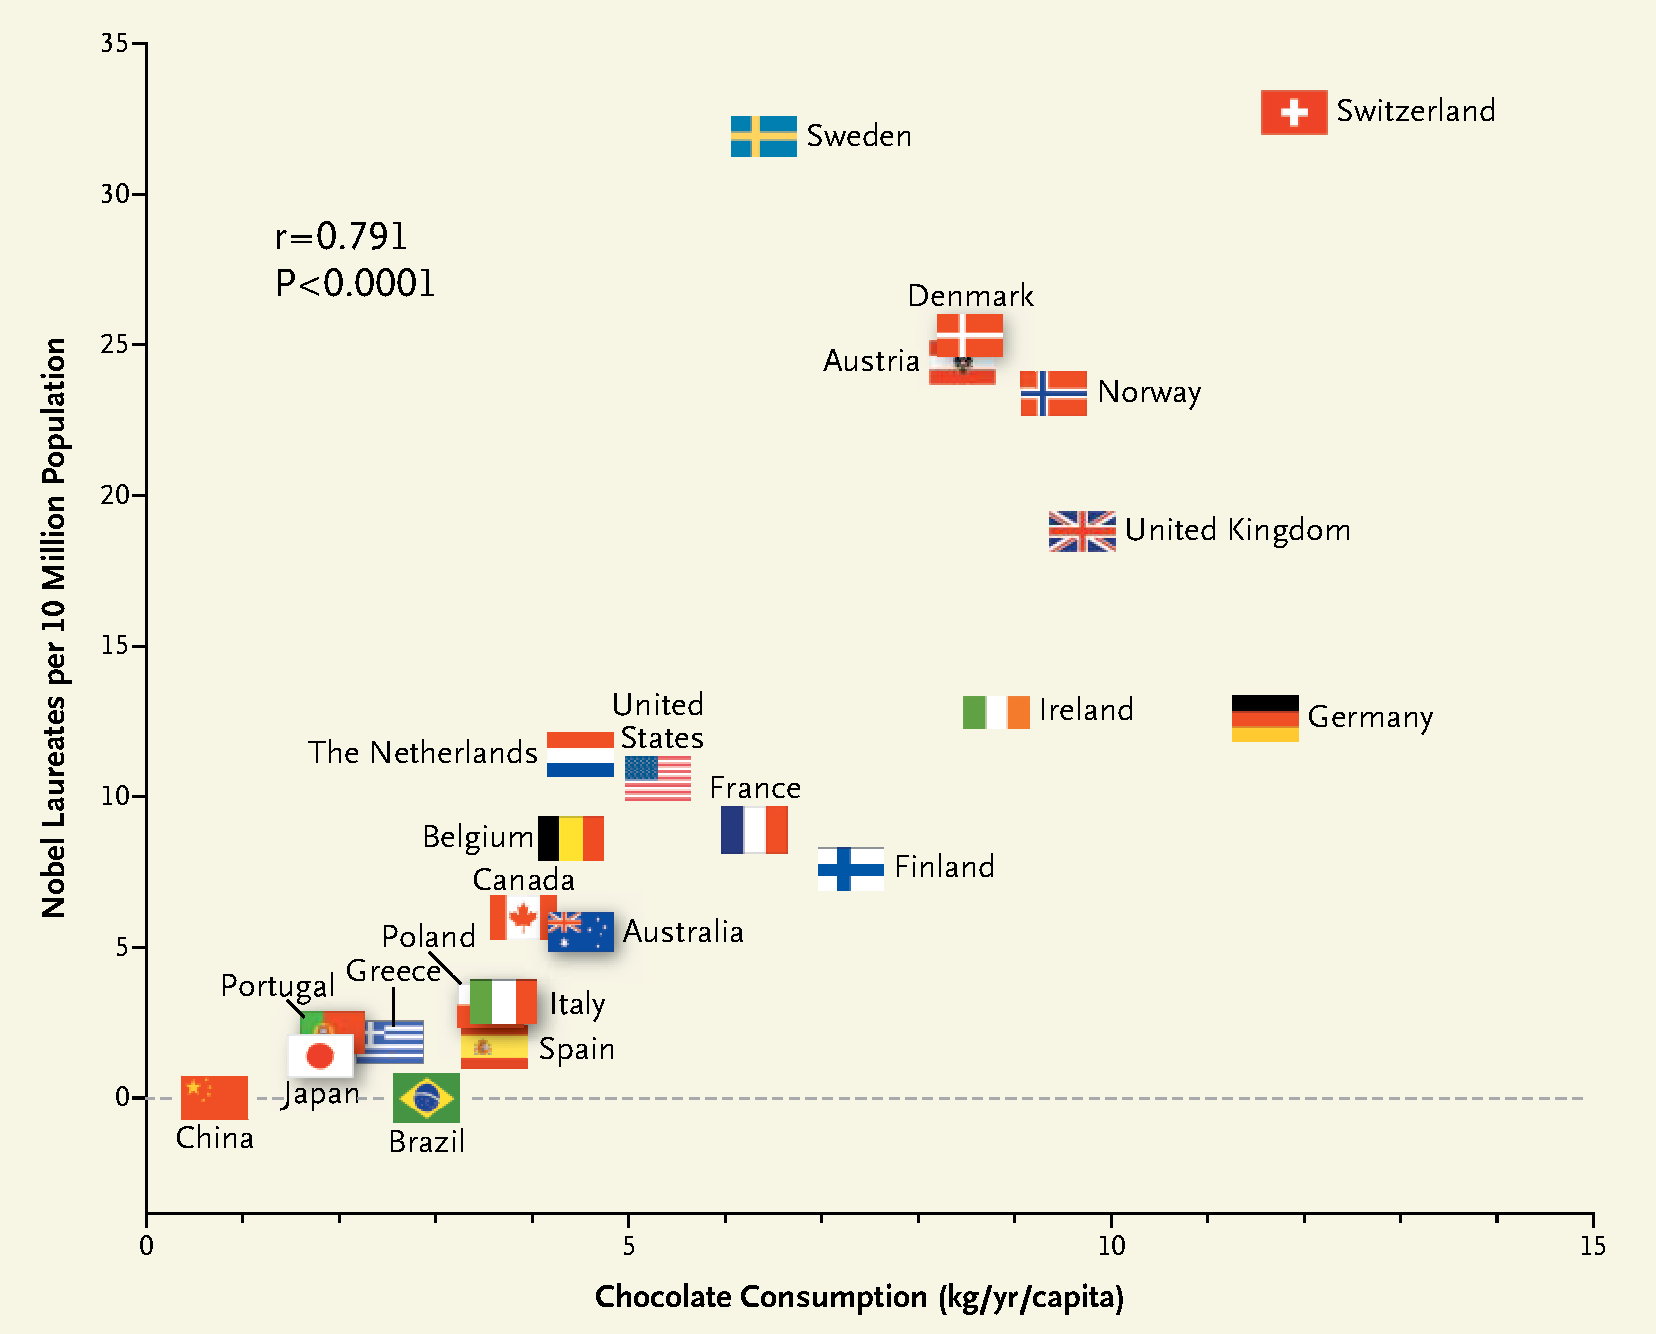 35
Switzerland
Sweden
30
r=0.791
P<0.0001
Denmark
25
Austria
Norway
20
United Kingdom
Nobel Laureates per 10 Million Population
15
United
States
Ireland
Germany
The Netherlands
10
France
Belgium
Finland
Canada
Poland
Australia
5
Greece
Portugal
Italy
Spain
0
Japan
China
Brazil
0
5
10
15
Chocolate Consumption (kg/yr/capita)